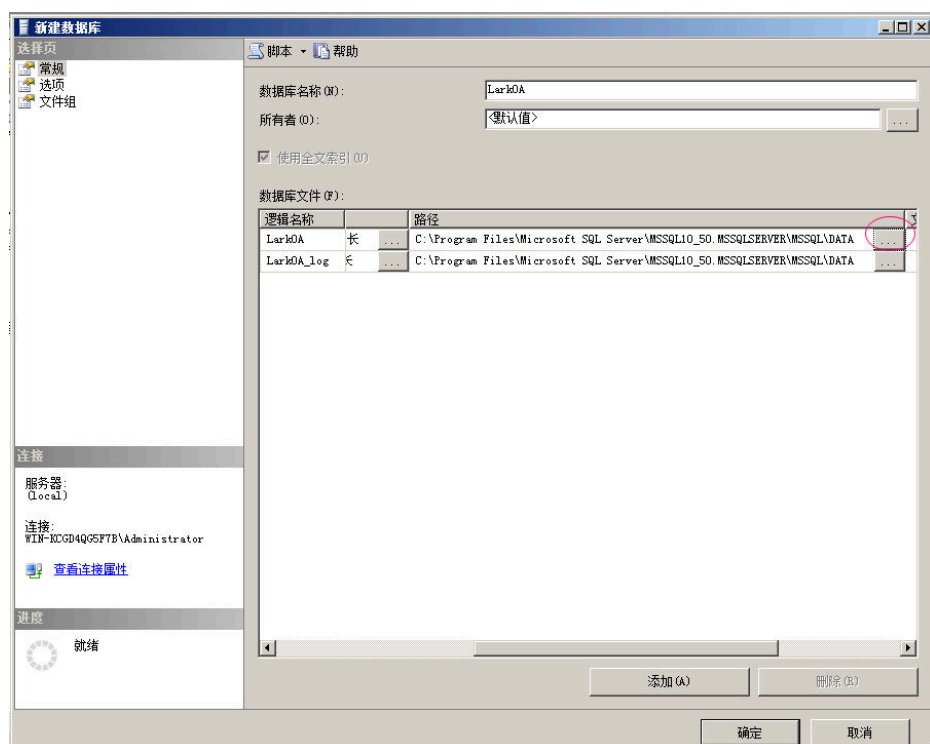 新建数据库
选择页
常规
选项
文件组
脚本 帮助
数据库名称(N):
LarkOA
所有者(O):
<默认值>
...
使用全文索引(U)
数据库文件(F):
逻辑名称 路径
LarkOA 长 ... C:\Program Files\Microsoft SQL Server\MSSQL10_50.MSSQLSERVER\MSSQL\DATA ...
LarkOA_log ... C:\Program Files\Microsoft SQL Server\MSSQL10_50.MSSQLSERVER\MSSQL\DATA ...
连接
服务器:
(local)
连接:
WIN-KCGD4QG5F7B\Administrator
查看连接属性
进度
就绪
添加(A) 删除(R)
确定 取消